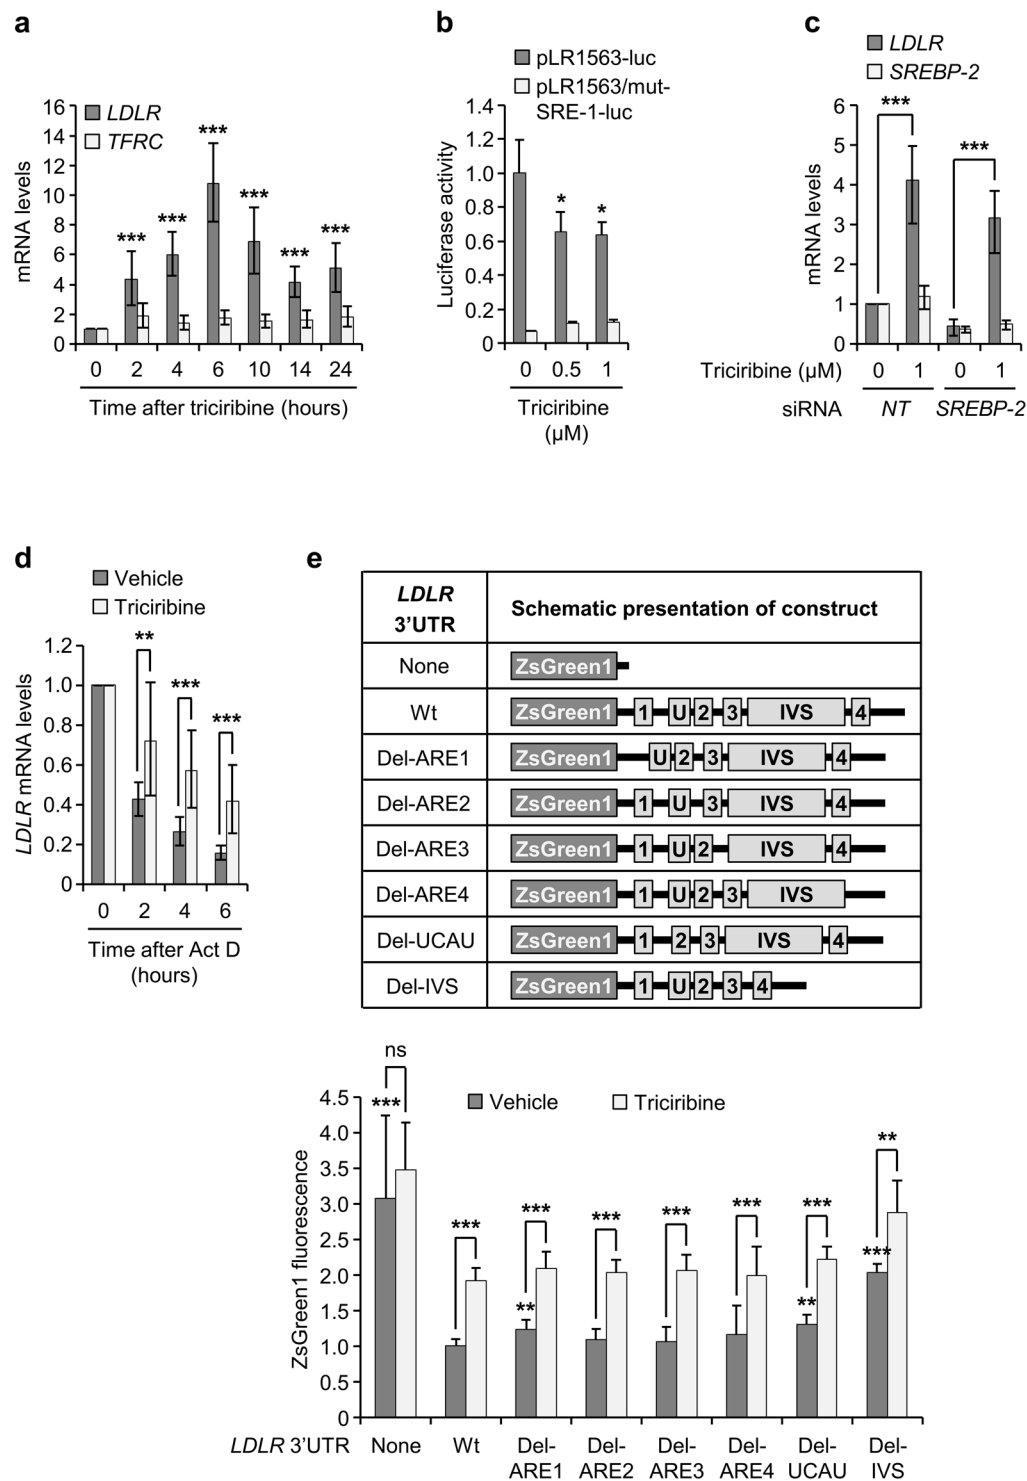 a
LDLR
TFRC
mRNA levels
16
14
12
10
8
6
4
2
0
***
***
***
***
***
***
0 2 4 6 10 14 24
Time after triciribine (hours)
b
pLR1563-luc
pLR1563/mut-
SRE-1-luc
Luciferase activity
1.4
1.2
1.0
0.8
0.6
0.4
0.2
0
*
*
0 0.5 1
Triciribine
(µM)
c
LDLR
SREBP-2
mRNA levels
6
5
4
3
2
1
0
***
***
Triciribine (µM) 0 1 0 1
siRNA NT SREBP-2
d
Vehicle
Triciribine
LDLR mRNA levels
1.2
1.0
0.8
0.6
0.4
0.2
0
**
***
***
0 2 4 6
Time after Act D
(hours)
e
LDLR
3’UTR
Schematic presentation of construct
None ZsGreen1
Wt ZsGreen1 1 U 2 3 IVS 4
Del-ARE1 ZsGreen1 U 2 3 IVS 4
Del-ARE2 ZsGreen1 1 U 3 IVS 4
Del-ARE3 ZsGreen1 1 U 2 IVS 4
Del-ARE4 ZsGreen1 1 U 2 3 IVS
Del-UCAU ZsGreen1 1 2 3 IVS 4
Del-IVS ZsGreen1 1 U 2 3 4
Vehicle
Triciribine
ZsGreen1 fluorescence
4.5
4.0
3.5
3.0
2.5
2.0
1.5
1.0
0.5
0
ns
***
***
***
**
***
***
***
***
**
**
***
LDLR 3’UTR None Wt Del- Del- Del- Del- Del- Del-
ARE1 ARE2 ARE3 ARE4 UCAU IVS